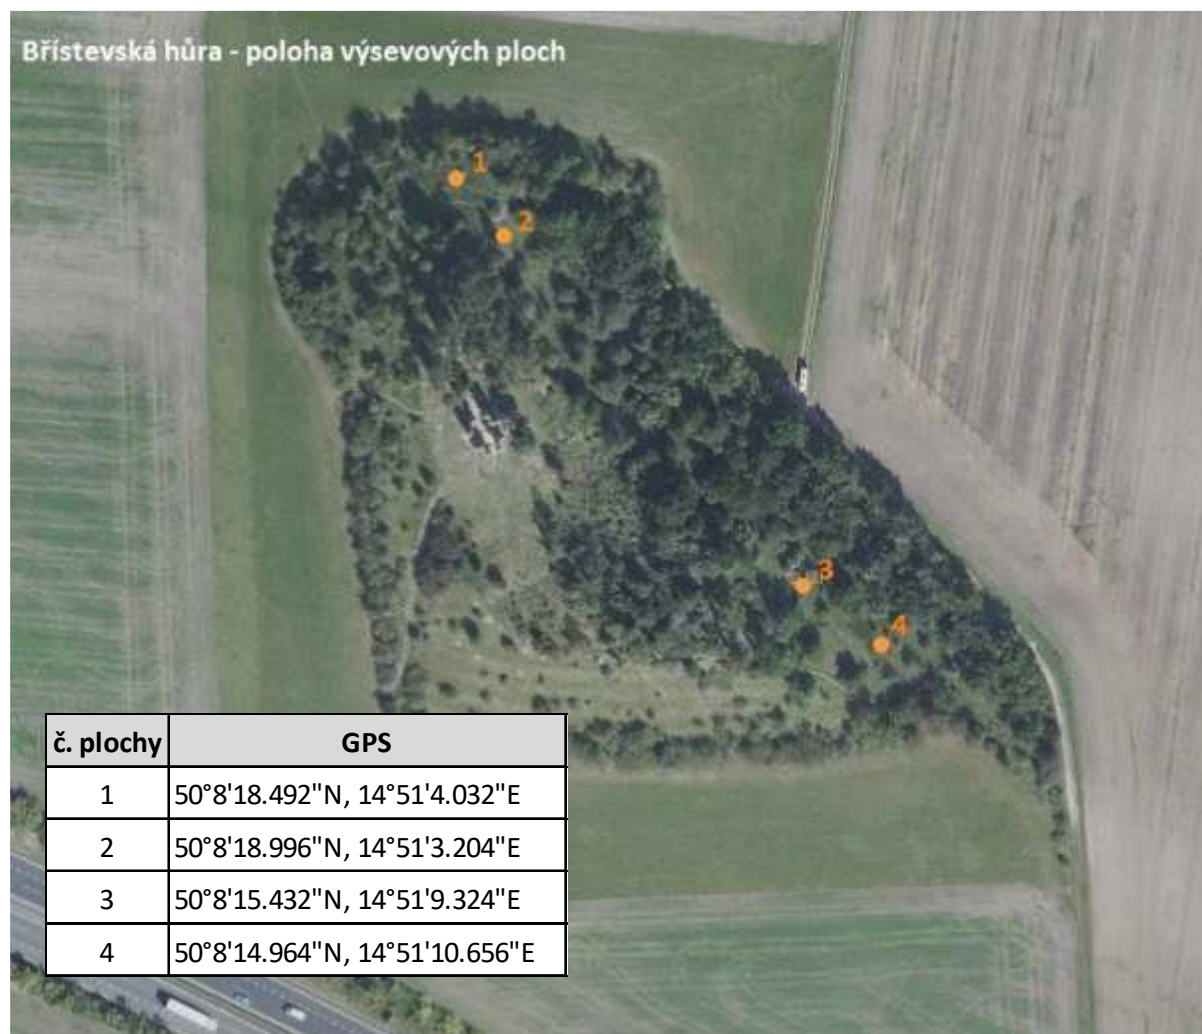 Břístevská hůra - poloha výsevových ploch
1
2
3
4
č. plochy GPS
1 50°8'18.492"N, 14°51'4.032"E
2 50°8'18.996"N, 14°51'3.204"E
3 50°8'15.432"N, 14°51'9.324"E
4 50°8'14.964"N, 14°51'10.656"E